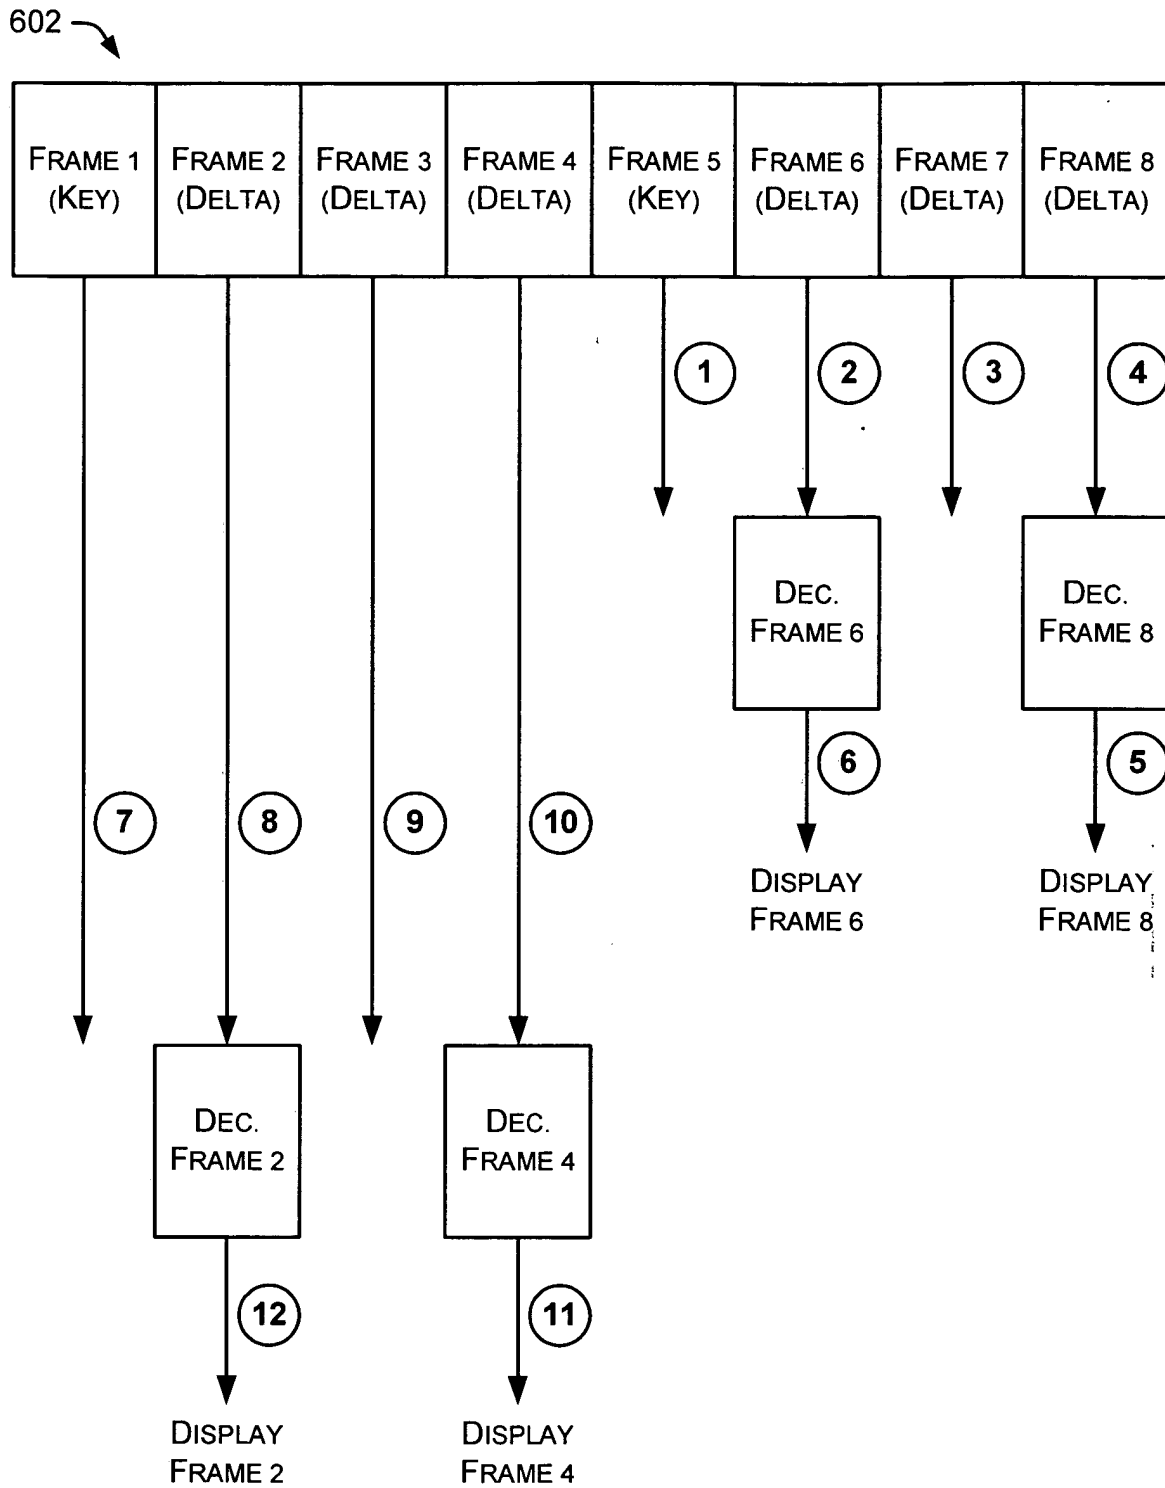 602
FRAME 1 FRAME 2 FRAME 3 FRAME 4 FRAME 5 FRAME 6 FRAME 7 FRAME 8
(KEY) (DELTA) (DELTA) (DELTA) (KEY) (DELTA) (DELTA) (DELTA)
1 2 3 4
DEC. DEC.
FRAME 6 FRAME 8
6 5
7 8 9 10
DISPLAY DISPLAY
FRAME 6 FRAME 8
DEC. DEC.
FRAME 2 FRAME 4
12 11
DISPLAY DISPLAY
FRAME 2 FRAME 4